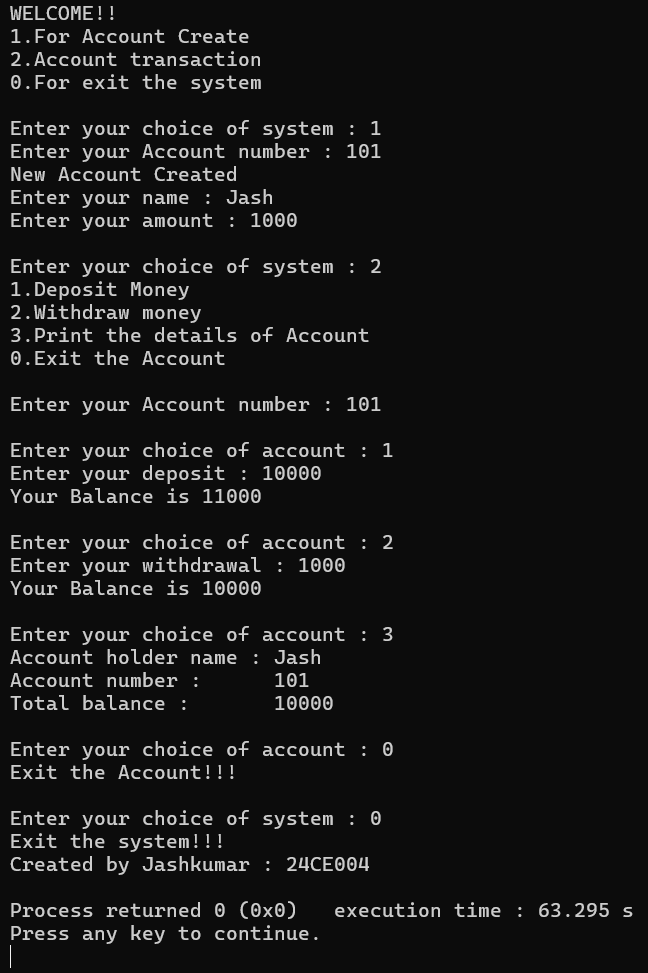 WELCOME!!
1.For Account Create
2.Account transaction
0.For exit the system

Enter your choice of system : 1
Enter your Account number : 101
New Account Created
Enter your name : Jash
Enter your amount : 1000

Enter your choice of system : 2
1.Deposit Money
2.Withdraw money
3.Print the details of Account
0.Exit the Account

Enter your Account number : 101

Enter your choice of account : 1
Enter your deposit : 10000
Your Balance is 11000

Enter your choice of account : 2
Enter your withdrawal : 1000
Your Balance is 10000

Enter your choice of account : 3
Account holder name : Jash
Account number :      101
Total balance :       10000

Enter your choice of account : 0
Exit the Account!!!

Enter your choice of system : 0
Exit the system!!!
Created by Jashkumar : 24CE004

Process returned 0 (0x0)   execution time : 63.295 s
Press any key to continue.